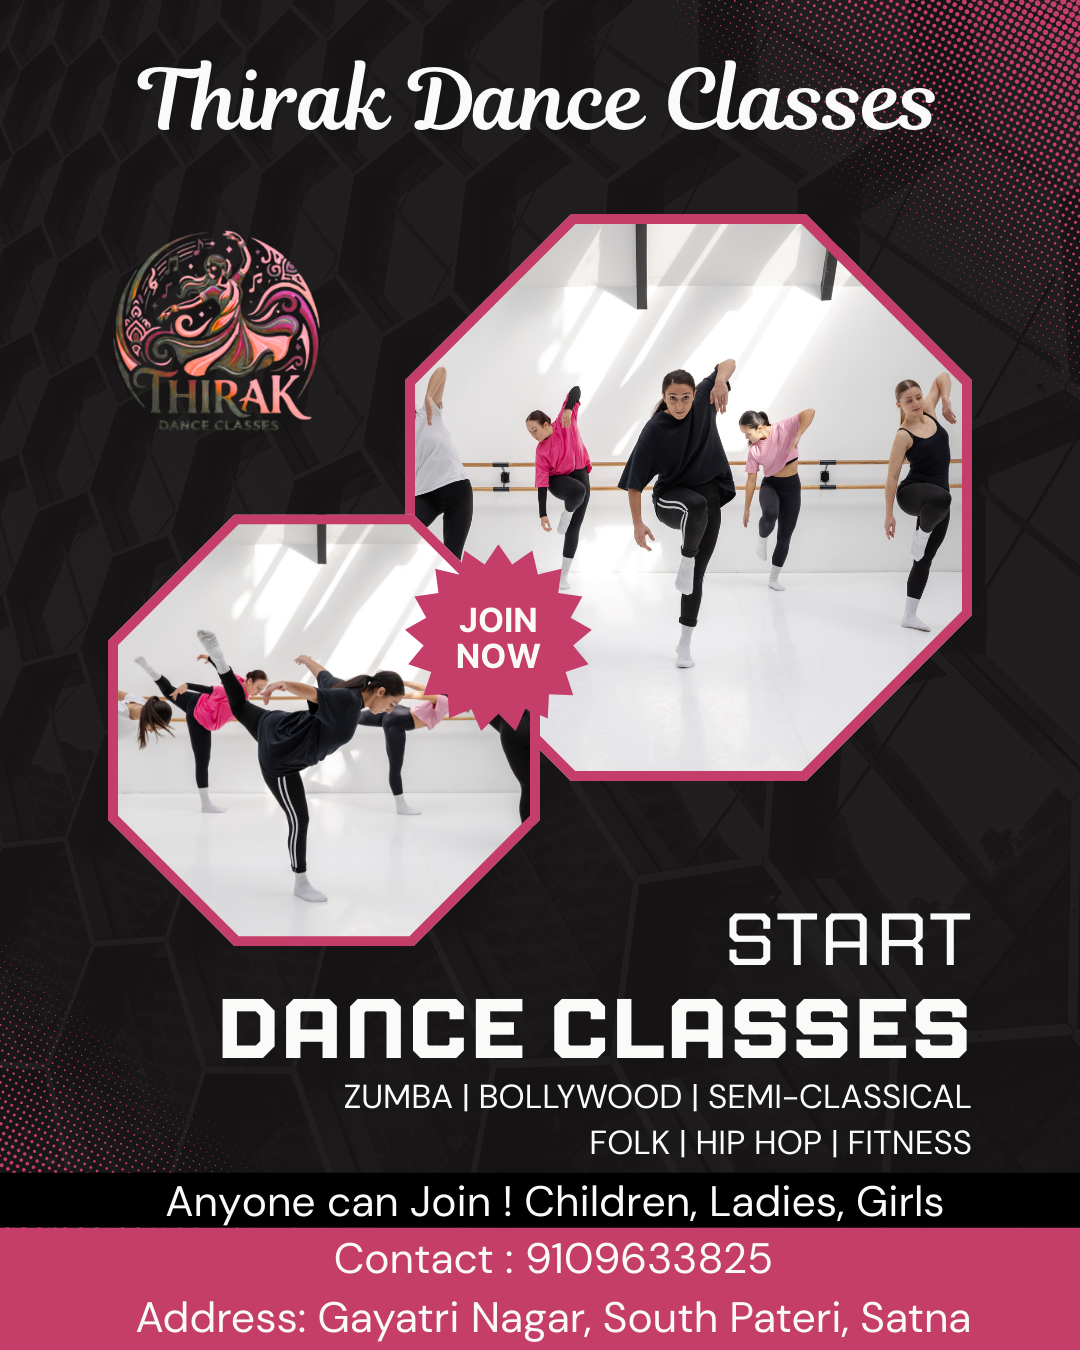 Thirak Dance Classes
THIRAK
DANCE CLASSES
JOIN
NOW
START
DANCE CLASSES
ZUMBA | BOLLYWOOD | SEMI-CLASSICAL
FOLK | HIP HOP | FITNESS
Anyone can Join ! Children, Ladies, Girls
Contact : 9109633825
Address: Gayatri Nagar, South Pateri, Satna